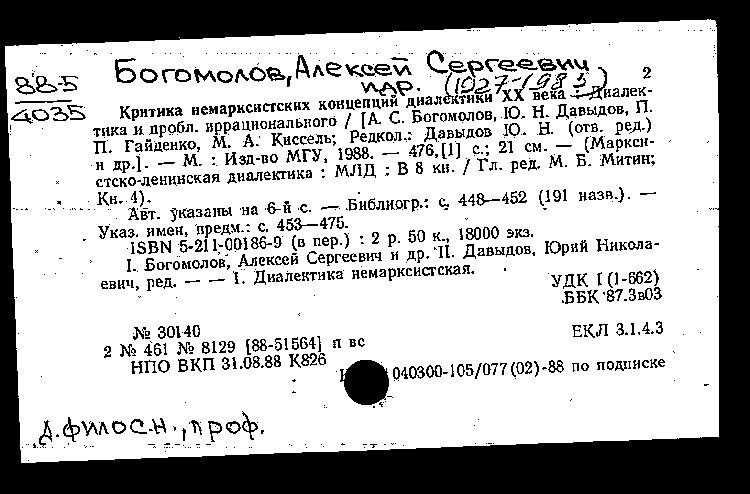 Богомолов, Алексей Сергеевич
и др. (1927-1983) 2
88-5
4035
Критика немарксистских концепций диалектики XX века : Диалек-
тика и пробл. иррационального / [А. С. Богомолов, Ю. Н. Давыдов, П.
П. Гайденко, М. А. Киссель; Редкол.: Давыдов Ю. Н. (отв. ред.)
и др.]. — М. : Изд-во МГУ, 1988. — 476,[1] с.; 21 см. — (Маркси-
стско-ленинская диалектика : МЛД : В 8 кн. / Гл. ред. М. Б. Митин;
Кн. 4).
Авт. указаны на 6-й с. — Библиогр.: с. 448—452 (191 назв.). —
Указ. имен, предм.: с. 453—475.
ISBN 5-211-00186-9 (в пер.) : 2 р. 50 к., 18000 экз.
I. Богомолов, Алексей Сергеевич и др. II. Давыдов, Юрий Никола-
евич, ред. — — 1. Диалектика немарксистская.
УДК 1(1-662)
ББК 87.3в03
№ 30140 ЕКЛ 3.1.4.3
2 № 461 № 8129 [88-51564] п вс
НПО ВКП 31.08.88 К826
040300-105/077(02)-88 по подписке
д.филос.н., проф.